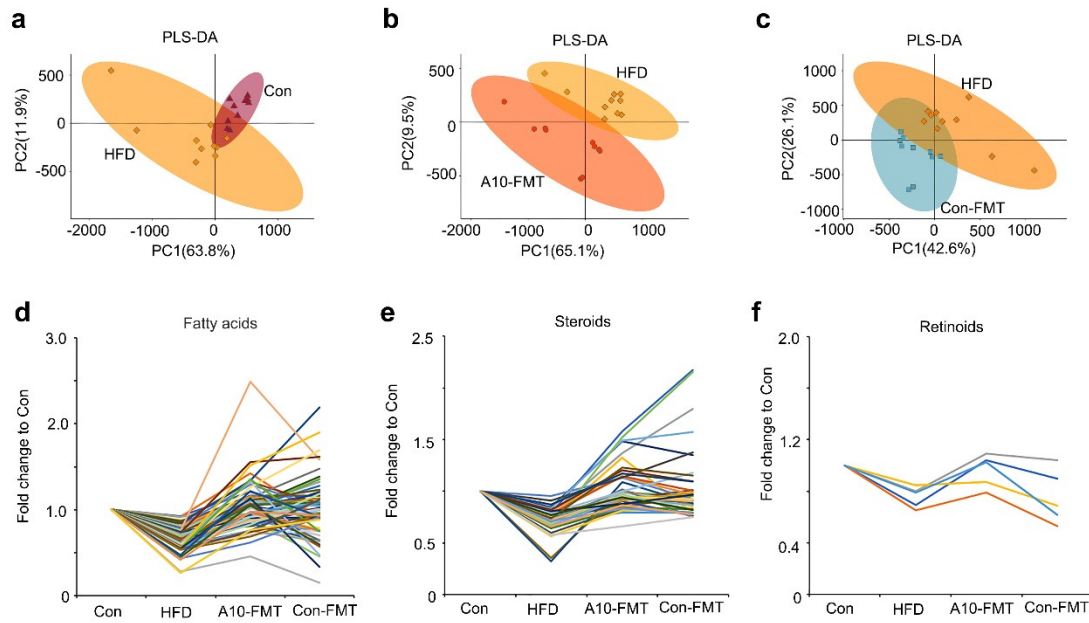 a
PLS-DA
500
0
-500
PC2(11.9%)
Con
HFD
-2000
-1000
0
1000
PC1(63.8%)
b
PLS-DA
500
0
-500
PC2(9.5%)
HFD
A10-FMT
-2000
-1000
0
1000
PC1(65.1%)
c
PLS-DA
1000
500
0
-500
-1000
PC2(26.1%)
HFD
Con-FMT
-1000
-500
0
500
1000
PC1(42.6%)
d
Fatty acids
3.0
2.0
1.0
0
Fold change to Con
Con
HFD
A10-FMT
Con-FMT
e
Steroids
2.5
1.5
0.5
0
Fold change to Con
Con
HFD
A10-FMT
Con-FMT
f
Retinoids
2.0
1.2
0.4
0
Fold change to Con
Con
HFD
A10-FMT
Con-FMT